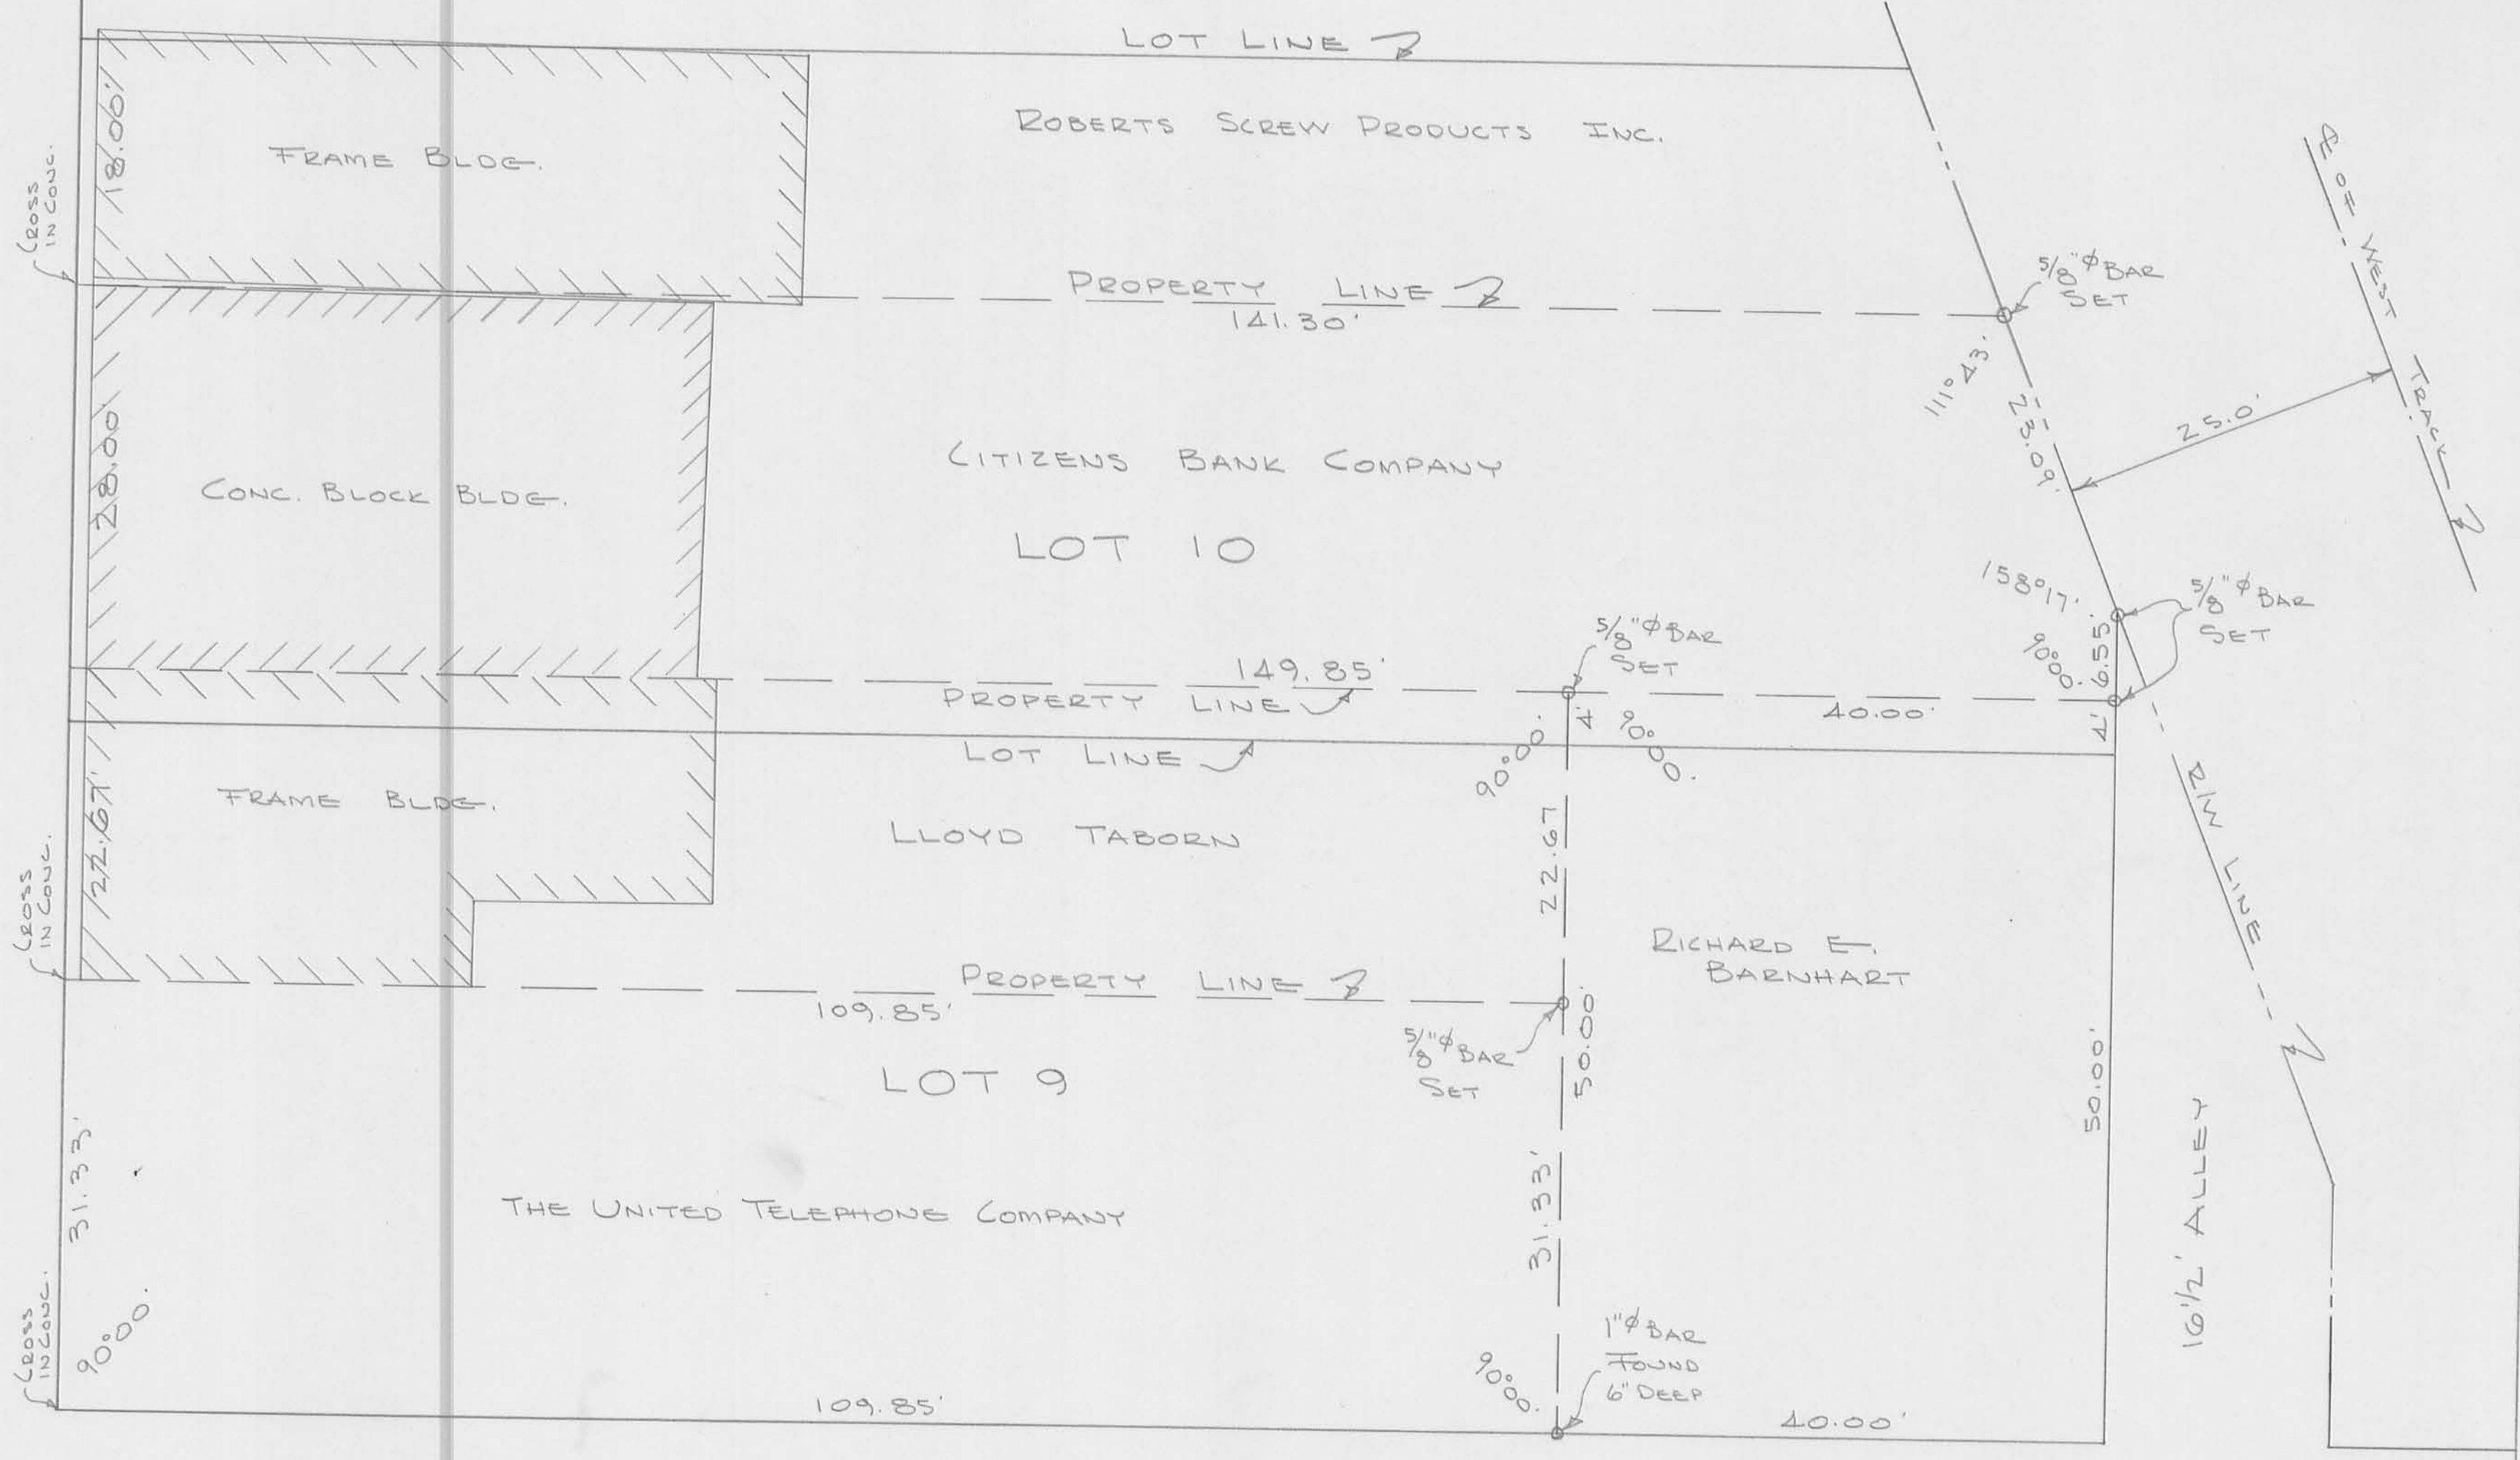 LOT LINE
ROBERTS SCREW PRODUCTS INC.
18.00'
FRAME BLDG.
CROSS
IN CONC.
PROPERTY LINE
141.30'
5/8" ϕ BAR
SET
℄ OF WEST TRACK
111°43'
23.09'
25.0'
28.00'
CONC. BLOCK BLDG.
CITIZENS BANK COMPANY
LOT 10
158°17'
5/8" ϕ BAR
SET
5/8" ϕ BAR
SET
90°00'
6.55'
149.85'
PROPERTY LINE
40.00'
4'
4'
LOT LINE
90°00'
90°00'
FRAME BLDG.
22.67'
LLOYD TABORN
22.67
R/W LINE
CROSS
IN CONC.
RICHARD E.
BARNHART
PROPERTY LINE
109.85'
5/8" ϕ BAR
SET
50.00'
50.00'
LOT 9
31.33'
31.33'
THE UNITED TELEPHONE COMPANY
16 1/2' ALLEY
CROSS
IN CONC.
90°00'
90°00'
1" ϕ BAR
FOUND
6" DEEP
109.85'
40.00'